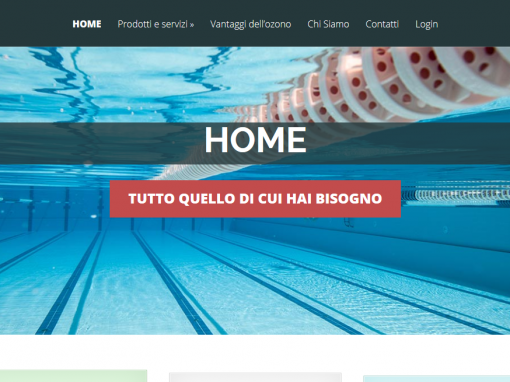 HOME Prodotti e servizi » Vantaggi dell'ozono Chi Siamo Contatti Login
HOME
TUTTO QUELLO DI CUI HAI BISOGNO